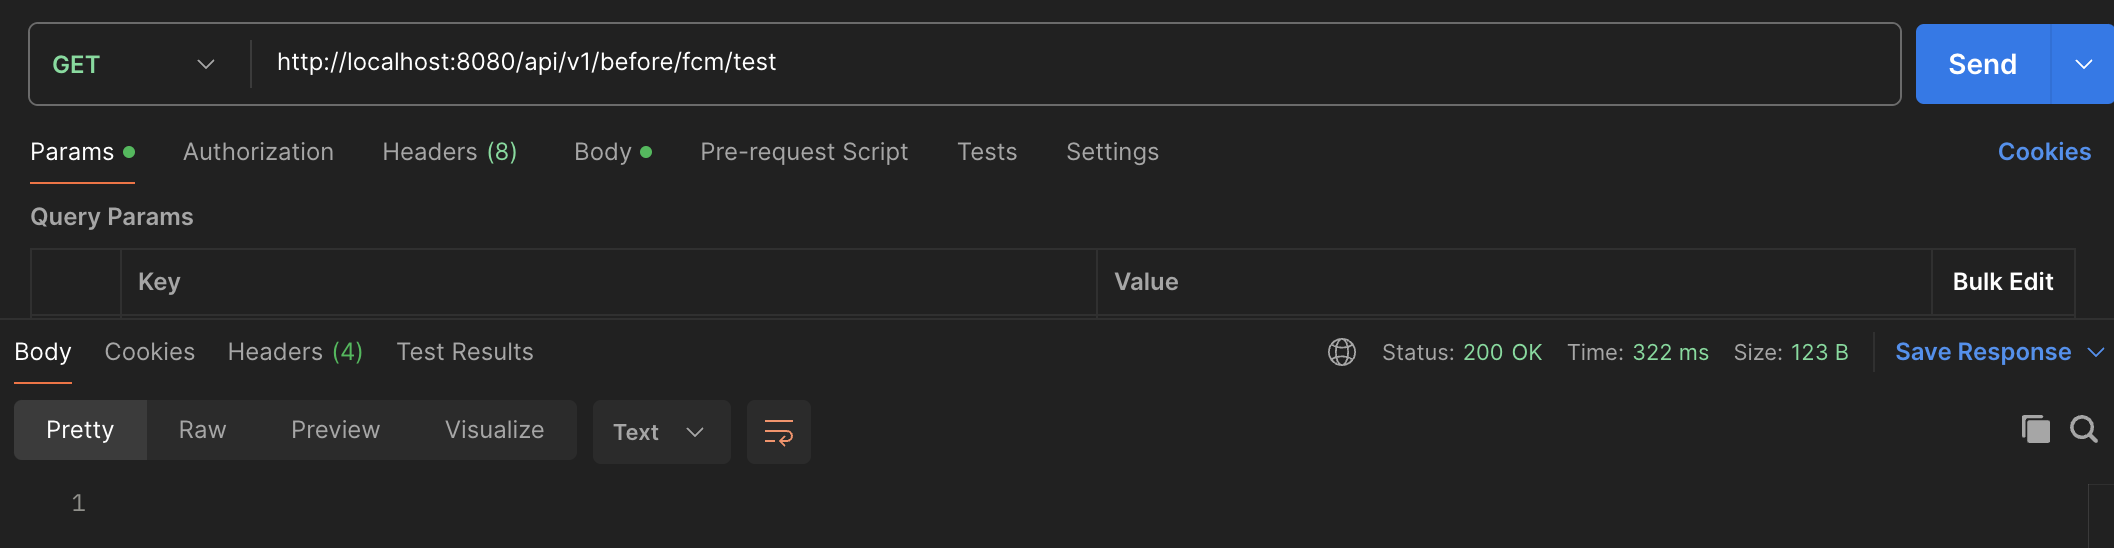 GET http://localhost:8080/api/v1/before/fcm/test Send
Params Authorization Headers (8) Body Pre-request Script Tests Settings Cookies
Query Params
Key Value Bulk Edit
Body Cookies Headers (4) Test Results Status: 200 OK Time: 322 ms Size: 123 B Save Response
Pretty Raw Preview Visualize Text
1